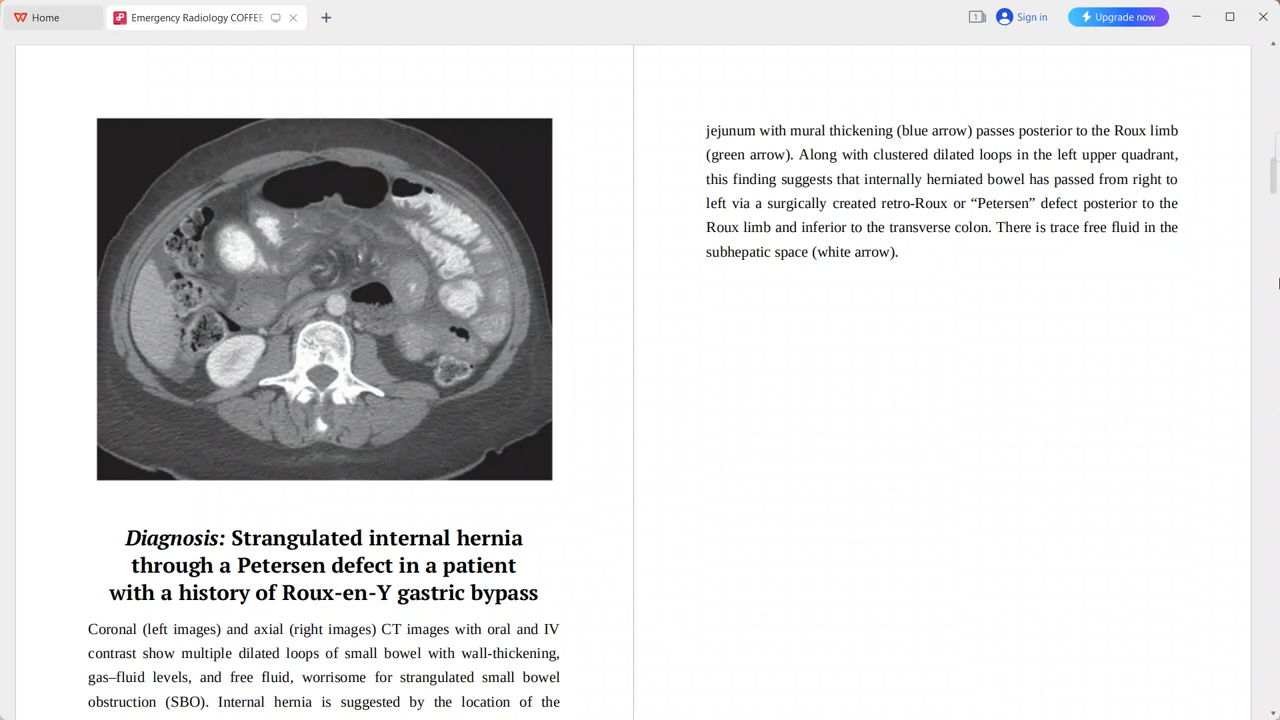 Home
Emergency Radiology COFFEE
1
Sign in
Upgrade now
Diagnosis: Strangulated internal hernia
through a Petersen defect in a patient
with a history of Roux-en-Y gastric bypass
Coronal (left images) and axial (right images) CT images with oral and IV
contrast show multiple dilated loops of small bowel with wall-thickening,
gas–fluid levels, and free fluid, worrisome for strangulated small bowel
obstruction (SBO). Internal hernia is suggested by the location of the
jejunum with mural thickening (blue arrow) passes posterior to the Roux limb
(green arrow). Along with clustered dilated loops in the left upper quadrant,
this finding suggests that internally herniated bowel has passed from right to
left via a surgically created retro-Roux or “Petersen” defect posterior to the
Roux limb and inferior to the transverse colon. There is trace free fluid in the
subhepatic space (white arrow).